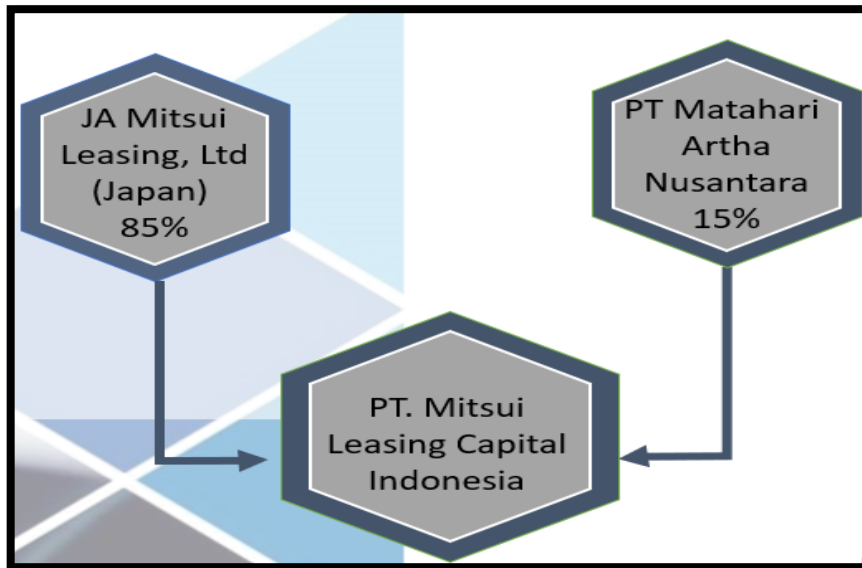 JA Mitsui
Leasing, Ltd
(Japan)
85%
PT Matahari
Artha
Nusantara
15%
PT. Mitsui
Leasing Capital
Indonesia